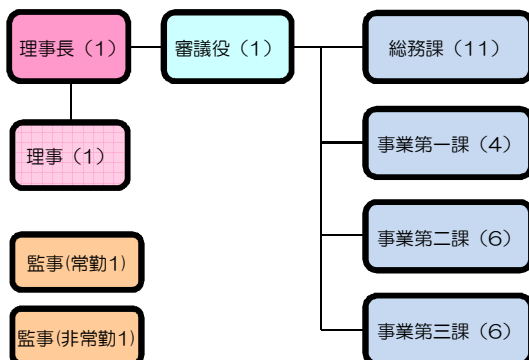 理事長（1）
審議役（1）
総務課（11）
理事（1）
事業第一課（4）
事業第二課（6）
監事(常勤1)
監事(非常勤1)
事業第三課（6）